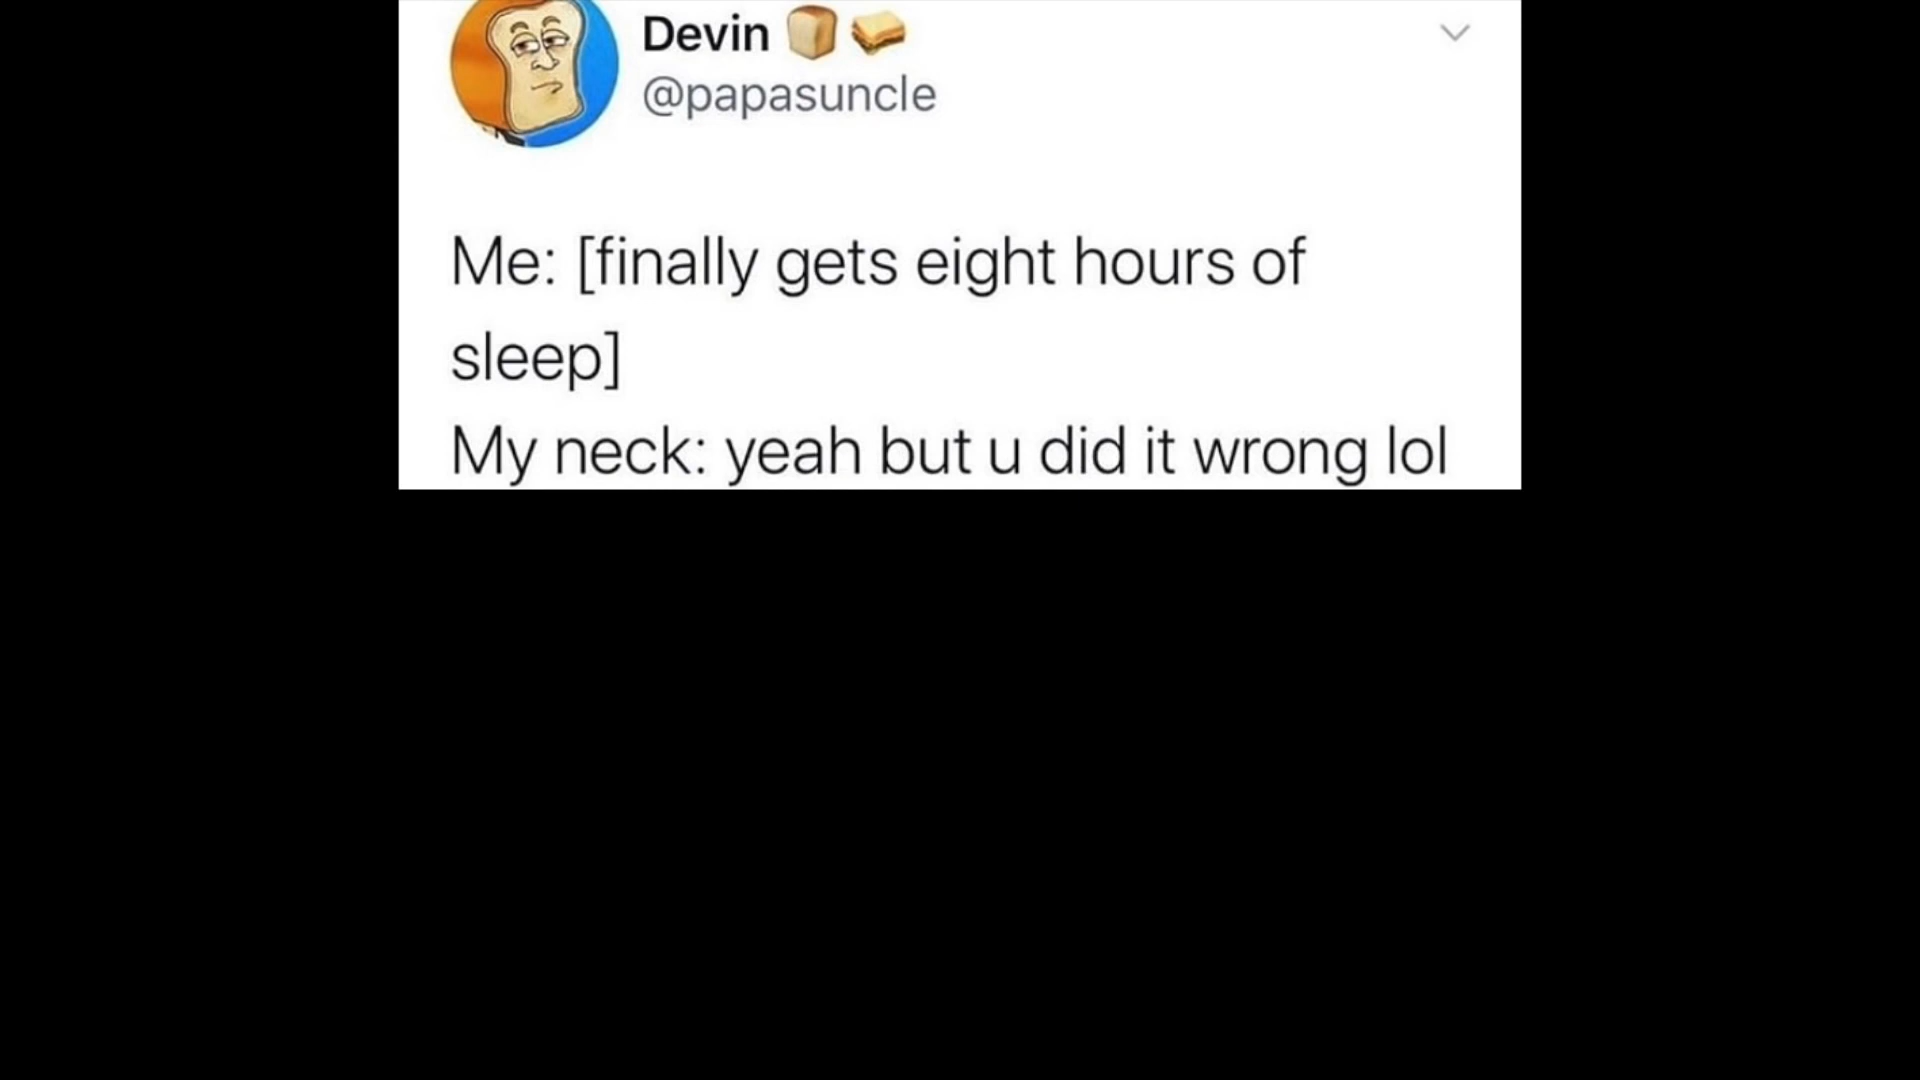 Devin 🍞 🥪
@papasuncle
Me: [finally gets eight hours of
sleep]
My neck: yeah but u did it wrong lol